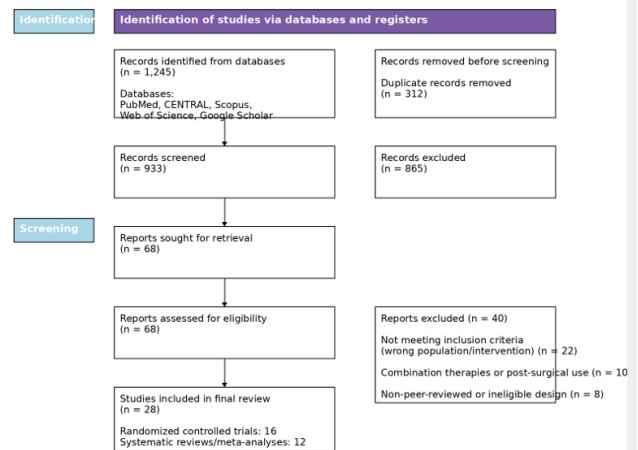 Identification
Identification of studies via databases and registers
Records identified from databases
(n = 1,245)
Databases:
PubMed, CENTRAL, Scopus,
Web of Science, Google Scholar
Records removed before screening
Duplicate records removed
(n = 312)
Records screened
(n = 933)
Records excluded
(n = 865)
Screening
Reports sought for retrieval
(n = 68)
Reports assessed for eligibility
(n = 68)
Reports excluded (n = 40)
Not meeting inclusion criteria
(wrong population/intervention) (n = 22)
Combination therapies or post-surgical use (n = 10
Non-peer-reviewed or ineligible design (n = 8)
Studies included in final review
(n = 28)
Randomized controlled trials: 16
Systematic reviews/meta-analyses: 12